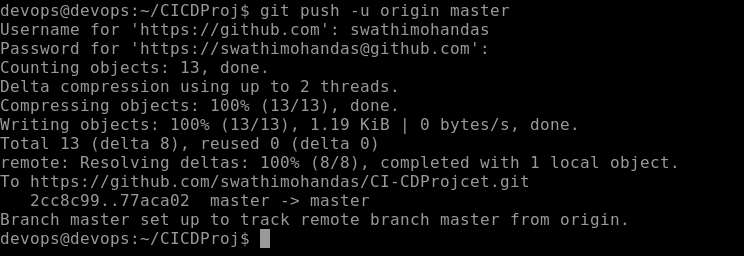 devops@devops:~/CICDProj$ git push -u origin master
Username for 'https://github.com': swathimohandas
Password for 'https://swathimohandas@github.com':
Counting objects: 13, done.
Delta compression using up to 2 threads.
Compressing objects: 100% (13/13), done.
Writing objects: 100% (13/13), 1.19 KiB | 0 bytes/s, done.
Total 13 (delta 8), reused 0 (delta 0)
remote: Resolving deltas: 100% (8/8), completed with 1 local object.
To https://github.com/swathimohandas/CI-CDProjcet.git
   2cc8c99..77aca02  master -> master
Branch master set up to track remote branch master from origin.
devops@devops:~/CICDProj$